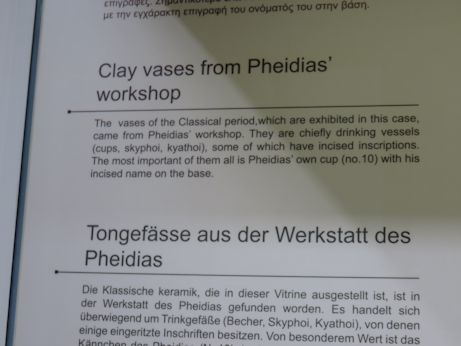 επιγραφές. Σημαντικότερο
με την εγχάρακτη επιγραφή του ονόματός του στην βάση.
Clay vases from Pheidias’
workshop
The vases of the Classical period,which are exhibited in this case,
came from Pheidias’ workshop. They are chiefly drinking vessels
(cups, skyphoi, kyathoi), some of which have incised inscriptions.
The most important of them all is Pheidias’ own cup (no.10) with his
incised name on the base.
Tongefässe aus der Werkstatt des
Pheidias
Die Klassische keramik, die in dieser Vitrine ausgestellt ist, ist in
der Werkstatt des Pheidias gefunden worden. Es handelt sich
überwiegend um Trinkgefäße (Becher, Skyphoi, Kyathoi), von denen
einige eingeritzte Inschriften besitzen. Von besonderem Wert ist das
Kännchen des Pheidias